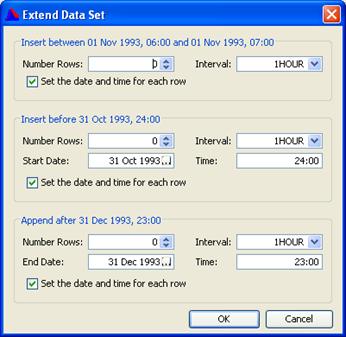 Extend Data Set
Insert between 01 Nov 1993, 06:00 and 01 Nov 1993, 07:00
Number Rows: 0 Interval: 1HOUR
Set the date and time for each row
Insert before 31 Oct 1993, 24:00
Number Rows: 0 Interval: 1HOUR
Start Date: 31 Oct 1993 ... Time: 24:00
Set the date and time for each row
Append after 31 Dec 1993, 23:00
Number Rows: 0 Interval: 1HOUR
End Date: 31 Dec 1993 ... Time: 23:00
Set the date and time for each row
OK Cancel